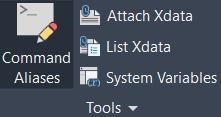 Command
Aliases
Attach Xdata
List Xdata
System Variables
Tools